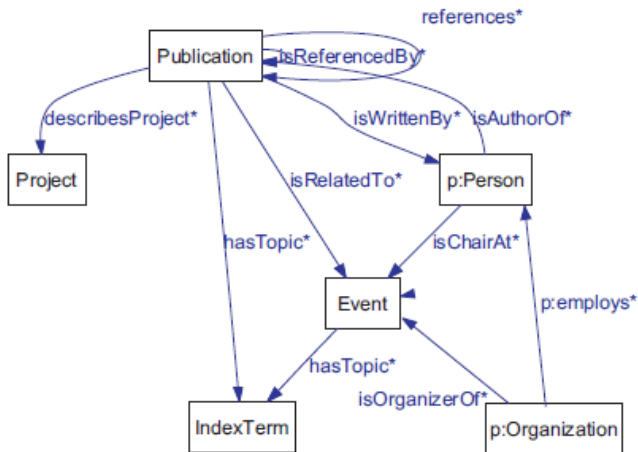 references*
Publication
isReferencedBy*
describesProject*
isWrittenBy*
isAuthorOf*
Project
isRelatedTo*
p:Person
hasTopic*
isChairAt*
Event
p:employs*
hasTopic*
isOrganizerOf*
IndexTerm
p:Organization